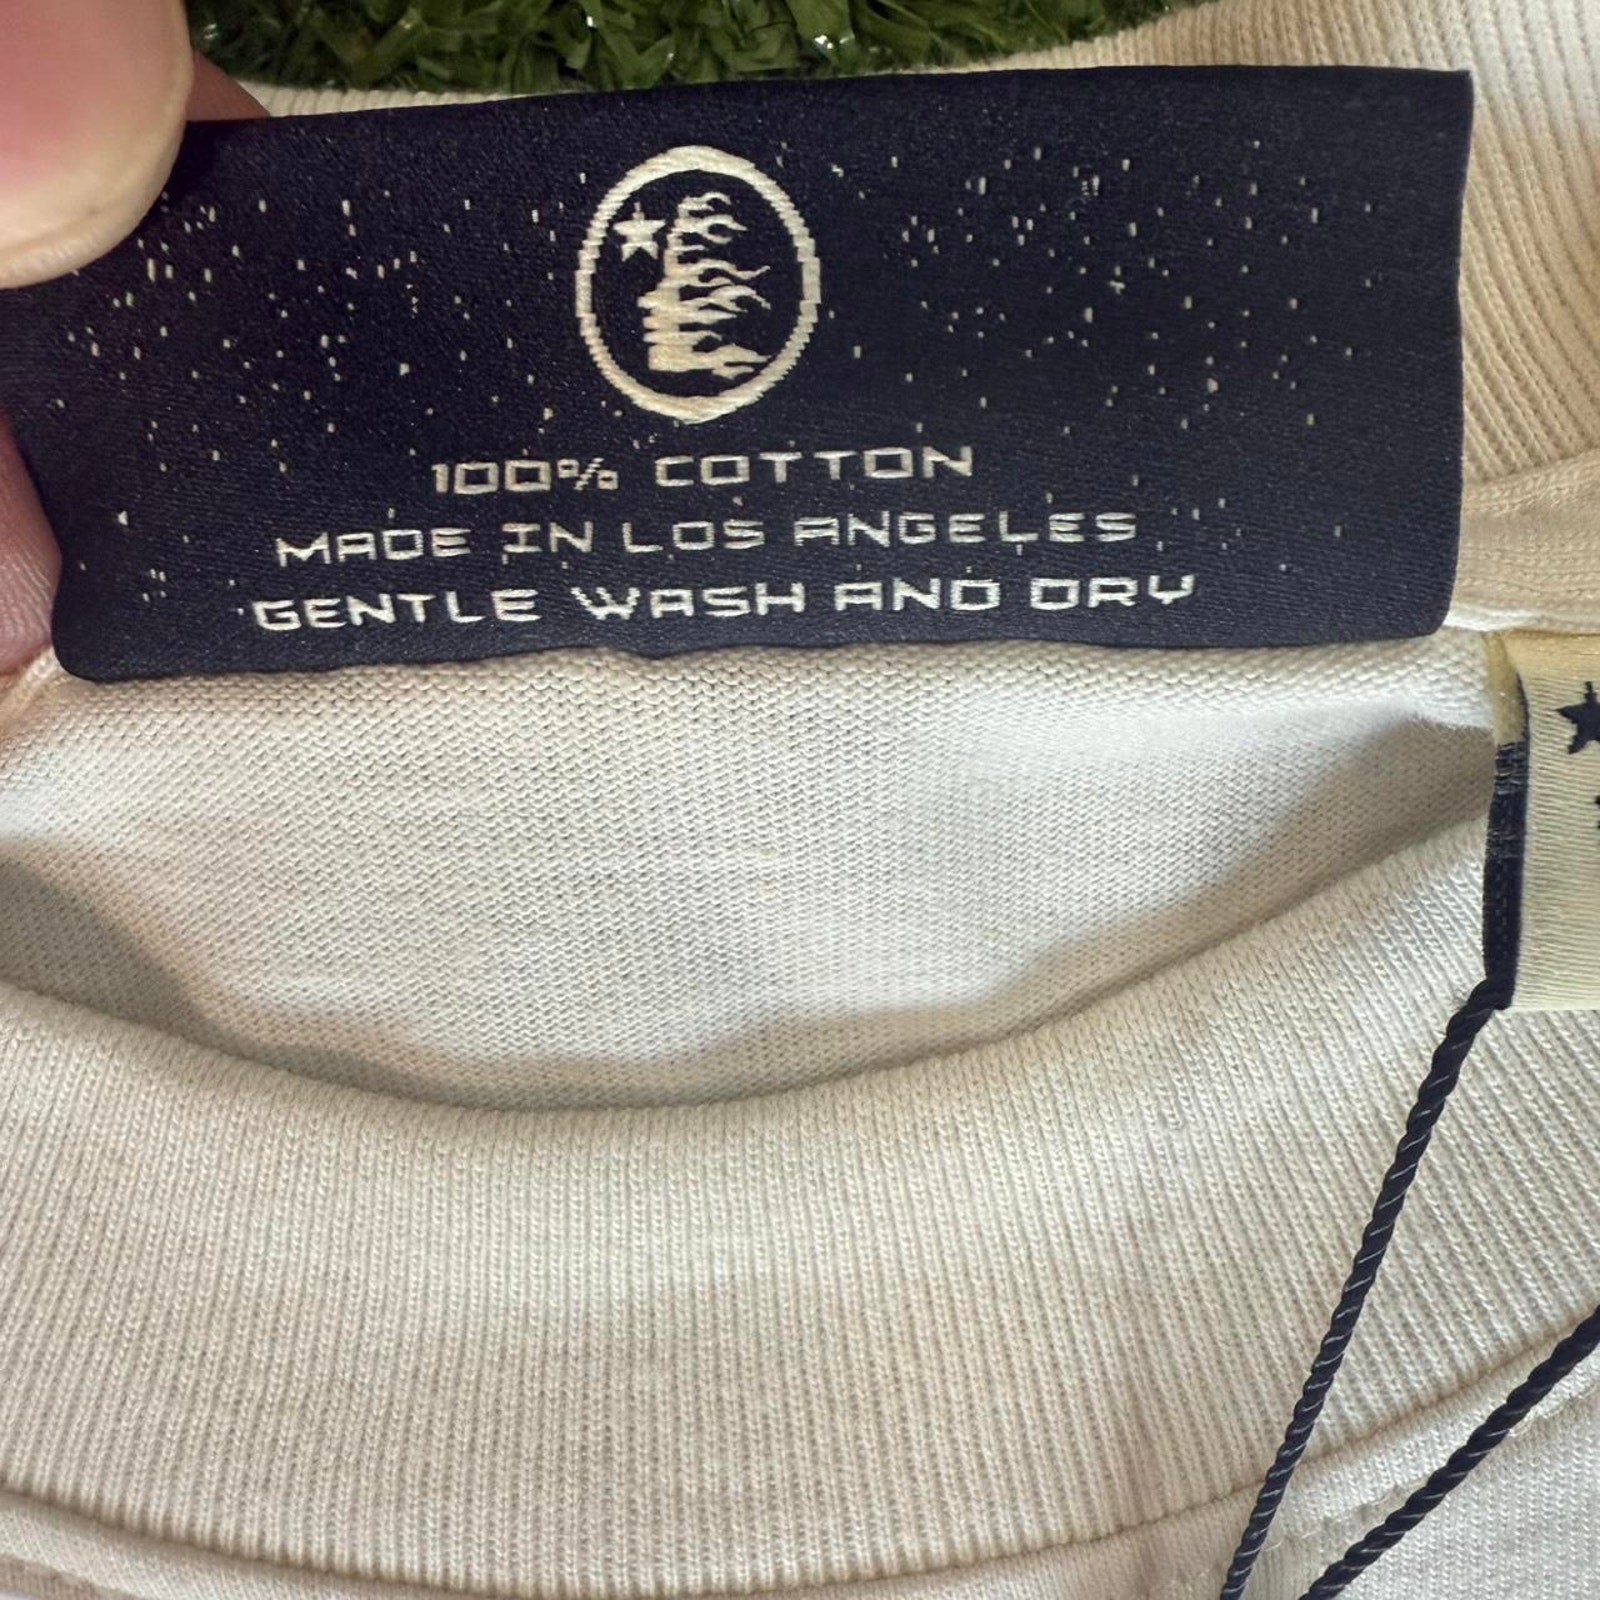 100% COTTON
MADE IN LOS ANGELES
GENTLE WASH AND DRY